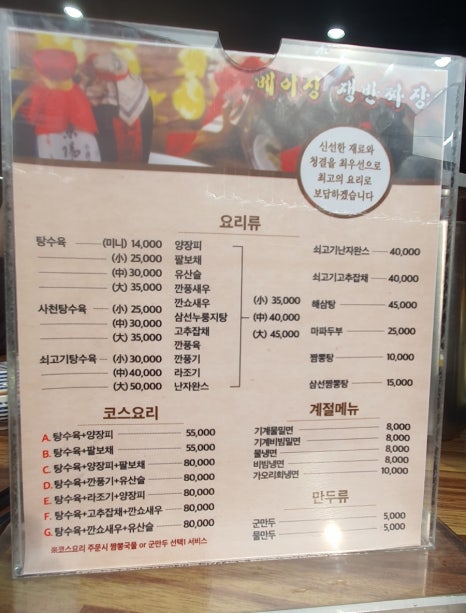 베이징 쟁반짜장
신선한 재료와
청결을 최우선으로
최고의 요리로
보답하겠습니다
요리류
탕수육 (미니) 14,000
(小) 25,000
(中) 30,000
(大) 35,000
사천탕수육 (小) 25,000
(中) 30,000
(大) 35,000
쇠고기탕수육 (小) 30,000
(中) 40,000
(大) 50,000
양장피
팔보채
유산슬
깐풍새우
깐쇼새우
삼선누룽지탕
고추잡채
깐풍육
깐풍기
라조기
난자완스
(小) 35,000
(中) 40,000
(大) 45,000
쇠고기난자완스 40,000
쇠고기고추잡채 40,000
해삼탕 45,000
마파두부 25,000
짬뽕탕 10,000
삼선짬뽕탕 15,000
코스요리
A. 탕수육+양장피 55,000
B. 탕수육+팔보채 55,000
C. 탕수육+양장피+팔보채 80,000
D. 탕수육+깐풍기+유산슬 80,000
E. 탕수육+라조기+양장피 80,000
F. 탕수육+고추잡채+깐쇼새우 80,000
G. 탕수육+깐쇼새우+유산슬 80,000
※코스요리 주문시 짬뽕국물 or 군만두 선택1 서비스
계절메뉴
기계물밀면 8,000
기계비빔밀면 8,000
물냉면 8,000
비빔냉면 8,000
가오리회냉면 10,000
만두류
군만두 5,000
물만두 5,000